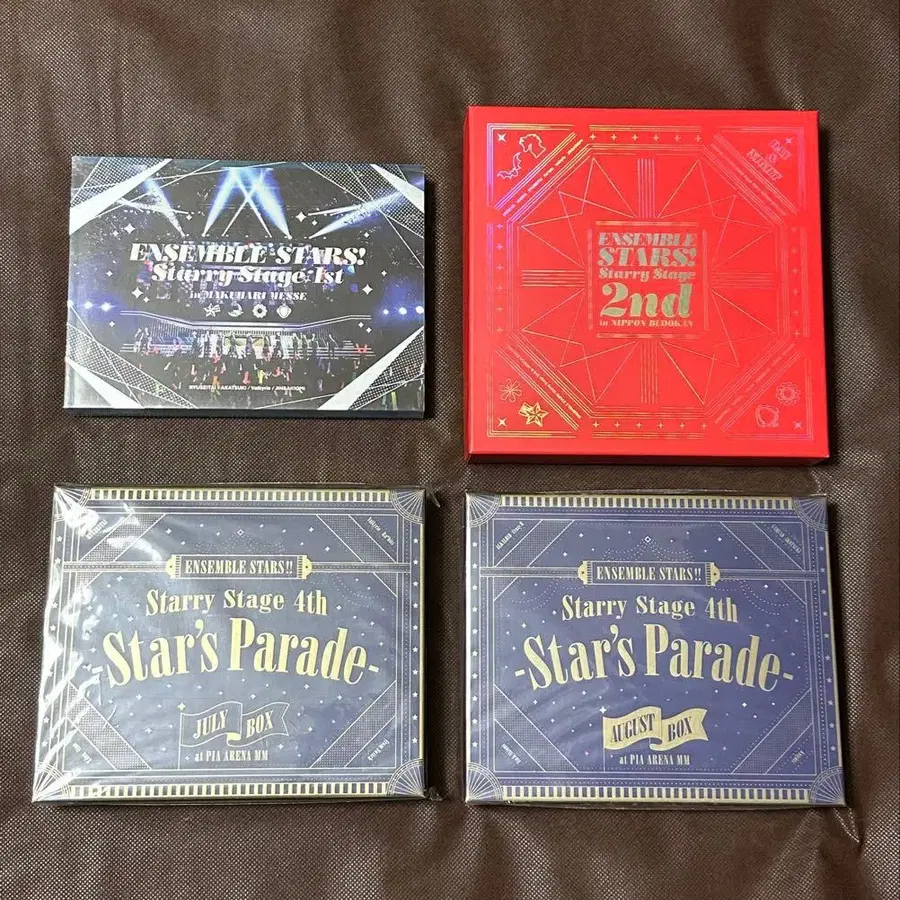 ENSEMBLE STARS!
Starry Stage 1st
in MAKUHARI MESSE
ENSEMBLE
STARS!
Starry Stage
2nd
in NIPPON BUDOKAN
ENSEMBLE STARS!!
Starry Stage 4th
Star's Parade-
JULY BOX
at PIA ARENA MM
ENSEMBLE STARS!!
Starry Stage 4th
-Star's Parade-
AUGUST BOX
at PIA ARENA MM